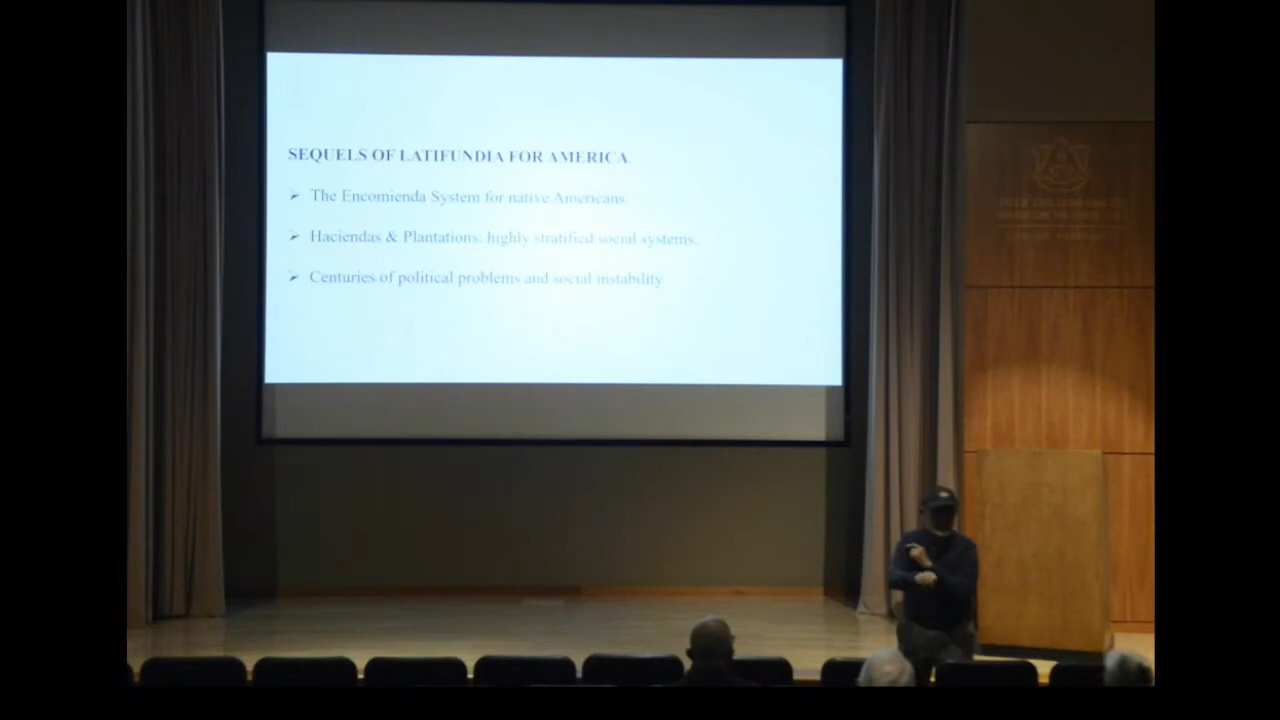 SEQUELS OF LATIFUNDIA FOR AMERICA.
The Encomienda System for native Americans.
Haciendas & Plantations: highly stratified social systems.
Centuries of political problems and social instability